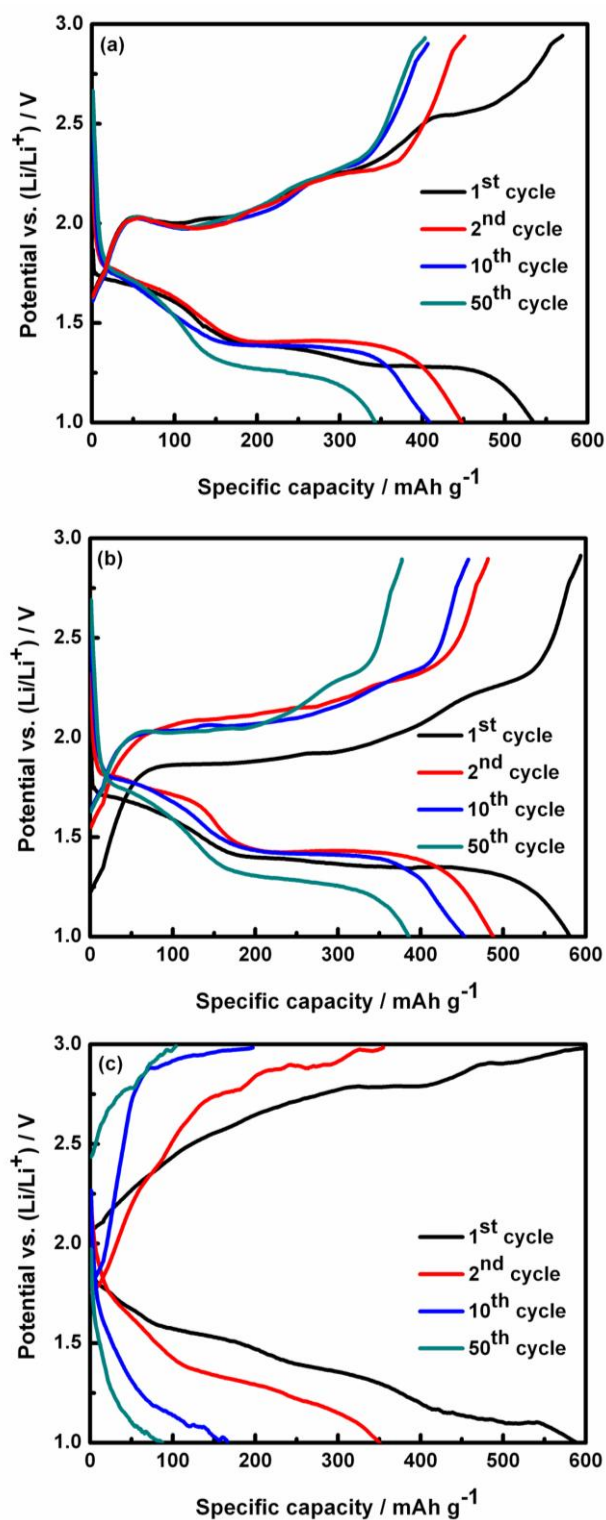 (a)
3.0
2.5
2.0
1.5
1.0
Potential vs. (Li/Li⁺) / V
1ˢᵗ cycle
2ⁿᵈ cycle
10ᵗʰ cycle
50ᵗʰ cycle
0 100 200 300 400 500 600
Specific capacity / mAh g⁻¹
(b)
3.0
2.5
2.0
1.5
1.0
Potential vs. (Li/Li⁺) / V
1ˢᵗ cycle
2ⁿᵈ cycle
10ᵗʰ cycle
50ᵗʰ cycle
0 100 200 300 400 500 600
Specific capacity / mAh g⁻¹
(c)
3.0
2.5
2.0
1.5
1.0
Potential vs. (Li/Li⁺) / V
1ˢᵗ cycle
2ⁿᵈ cycle
10ᵗʰ cycle
50ᵗʰ cycle
0 100 200 300 400 500 600
Specific capacity / mAh g⁻¹